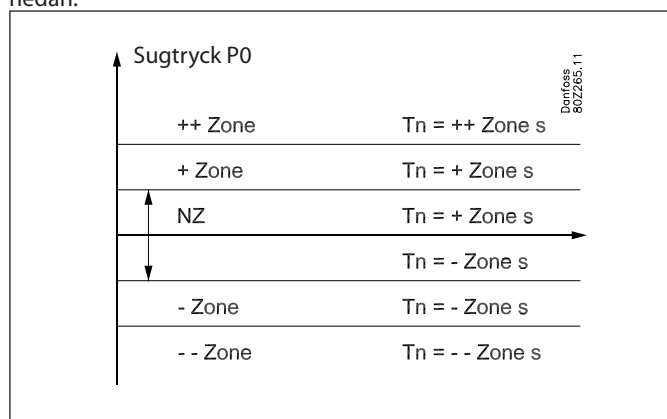 nedan.
Sugtryck P0
Danfoss
80Z265.11
++ Zone Tn = ++ Zone s
+ Zone Tn = + Zone s
NZ Tn = + Zone s
Tn = - Zone s
- Zone Tn = - Zone s
- - Zone Tn = - - Zone s